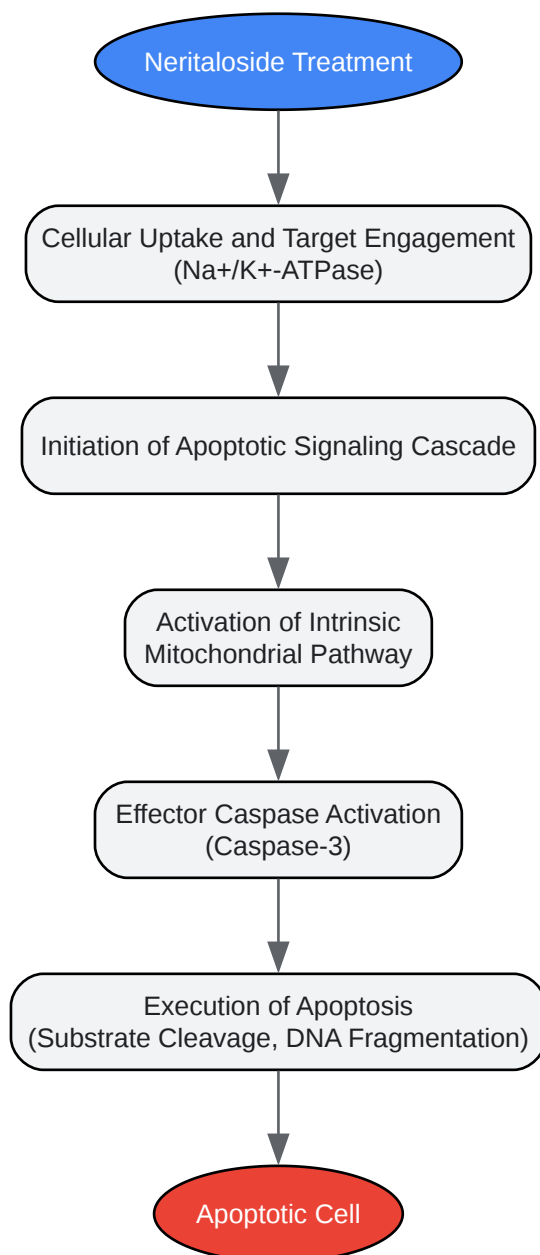 Neritaloside Treatment
Cellular Uptake and Target Engagement
(Na+/K+-ATPase)
Initiation of Apoptotic Signaling Cascade
Activation of Intrinsic
Mitochondrial Pathway
Effector Caspase Activation
(Caspase-3)
Execution of Apoptosis
(Substrate Cleavage, DNA Fragmentation)
Apoptotic Cell